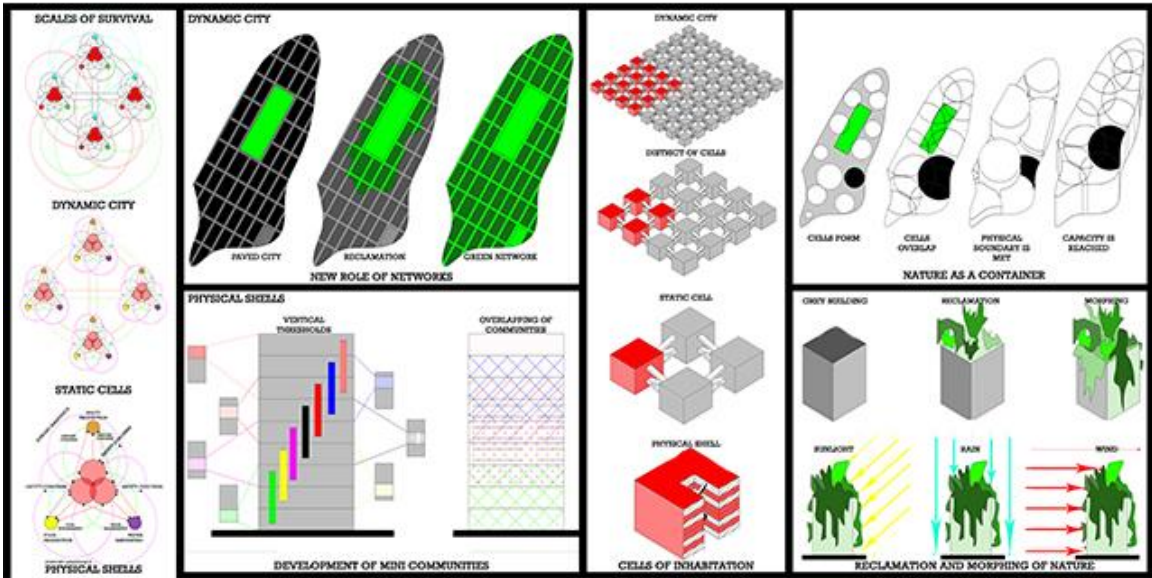 SCALES OF SURVIVAL
DYNAMIC CITY
STATIC CELLS
PHYSICAL SHELLS
DYNAMIC CITY
PAVED CITY
RECLAMATION
GREEN NETWORK
NEW ROLE OF NETWORKS
PHYSICAL SHELLS
VERTICAL
THRESHOLDS
OVERLAPPING OF
COMMUNITIES
DEVELOPMENT OF MINI COMMUNITIES
DYNAMIC CITY
DISTRICT OF CELLS
STATIC CELL
PHYSICAL SHELL
CELLS OF INHABITATION
CELLS FORM
CELLS
OVERLAP
PHYSICAL
BOUNDARY IS
MET
CAPACITY IS
REACHED
NATURE AS A CONTAINER
GREY BUILDING
RECLAMATION
MORPHING
SUNLIGHT
RAIN
WIND
RECLAMATION AND MORPHING OF NATURE